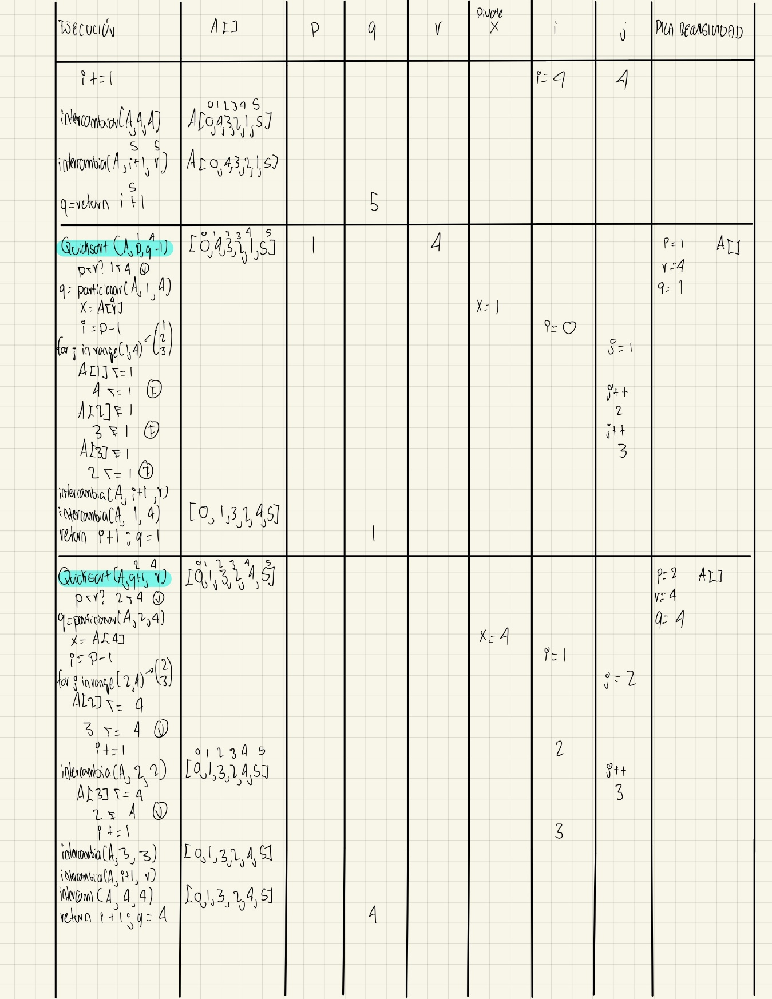 EJECUCIÓN A[] p q r Pivote X i j PILA RECURSIVIDAD
i+=1 i=4 4
0 1 2 3 4 5
intercambiar(A,4,4) A[0,4,3,2,1,5]
5 5
intercambia(A, i+1, r) A[0,4,3,2,1,5]
5
q=return i+1 5
1 4 0 1 2 3 4 5
Quicksort (A, p, q-1) [0,4,3,2,1,5] 1 4 p=1 A[]
p<r? 1<4 V r=4
q= particionar(A, 1, 4) q= 1
4
X= A[r] X=1
i=p-1 i=0
for j in range(1,4) → (1 2 3) j=1
A[1] <=1
4 <= 1 F j++
A[2] <= 1 2
3 <= 1 F j++
A[3] <= 1 3
2 <= 1 F
intercambia(A, i+1, r)
intercambia(A, 1, 4) [0, 1,3,2,4,5]
return i+1; q=1 1
2 4 0 1 2 3 4 5
Quicksort(A,q+1, r) [0,1,3,2,4,5] p=2 A[]
p<r? 2<4 V r=4
q=particionar(A,2,4) q= 4
x= A[4] X=4
i=p-1 i=1
for j in range(2,4) → (2 3) j=2
A[2] <= 4
3 <= 4 V
i+=1 0 1 2 3 4 5 2
intercambia(A, 2, 2) [0,1,3,2,4,5] j++
A[3] <= 4 3
2 <= 4 V
i+=1 3
intercambia(A, 3, 3) [0,1,3,2,4,5]
intercambia(A, i+1, r)
intercam(A, 4, 4) [0,1,3,2,4,5]
return i+1; q=4 4